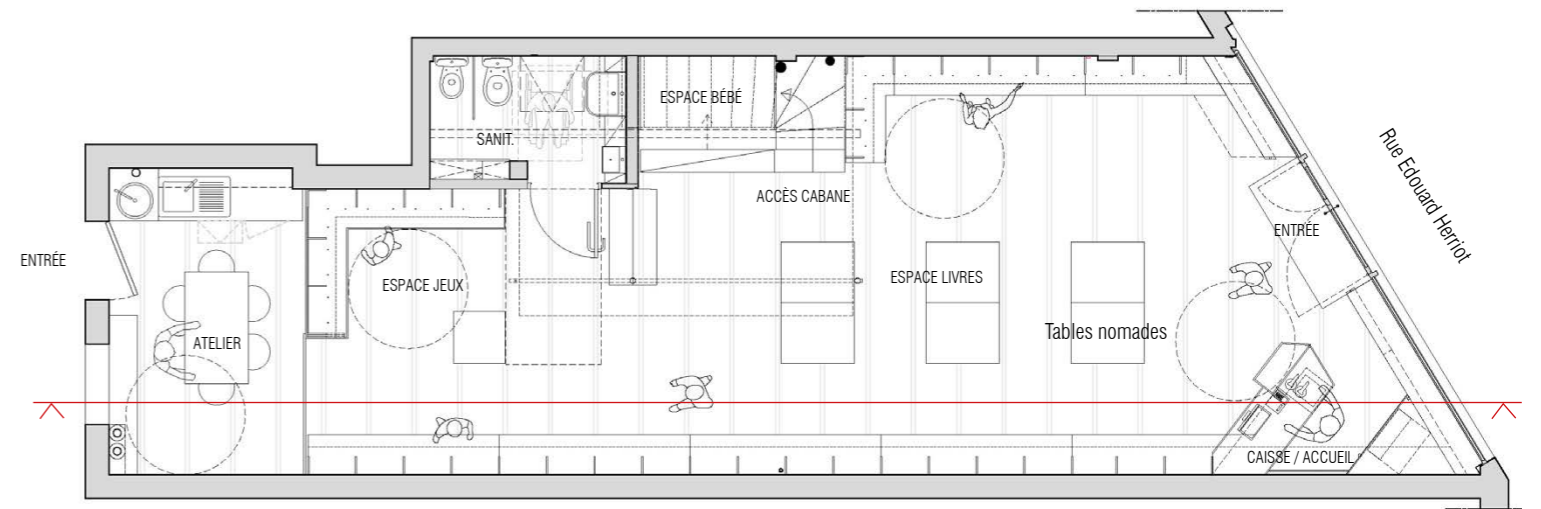 ESPACE BÉBÉ
SANIT.
Rue Edouard Herriot
ACCÈS CABANE
ENTRÉE
ENTRÉE
ESPACE JEUX
ESPACE LIVRES
Tables nomades
ATELIER
CAISSE / ACCUEIL